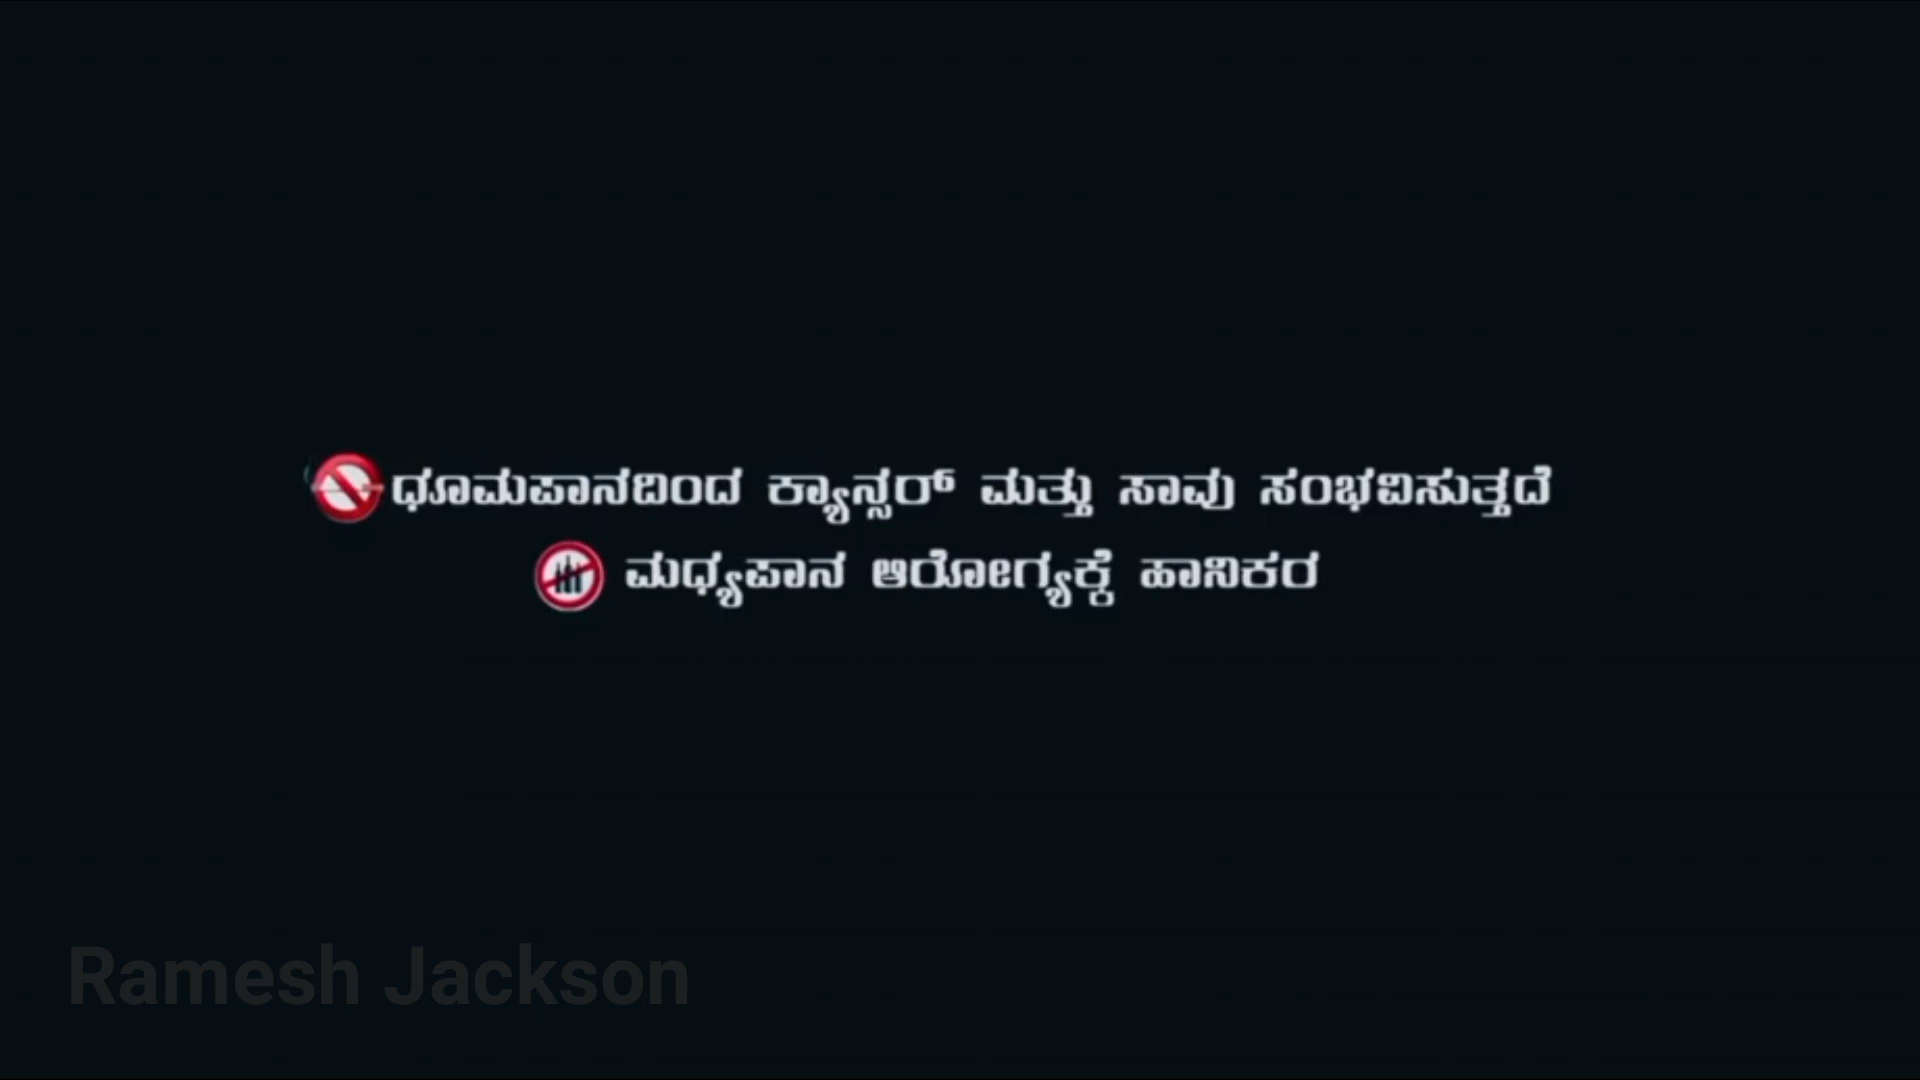 ಧೂಮಪಾನದಿಂದ ಕ್ಯಾನ್ಸರ್ ಮತ್ತು ಸಾವು ಸಂಭವಿಸುತ್ತದೆ
ಮಧ್ಯಪಾನ ಆರೋಗ್ಯಕ್ಕೆ ಹಾನಿಕರ
Ramesh Jackson